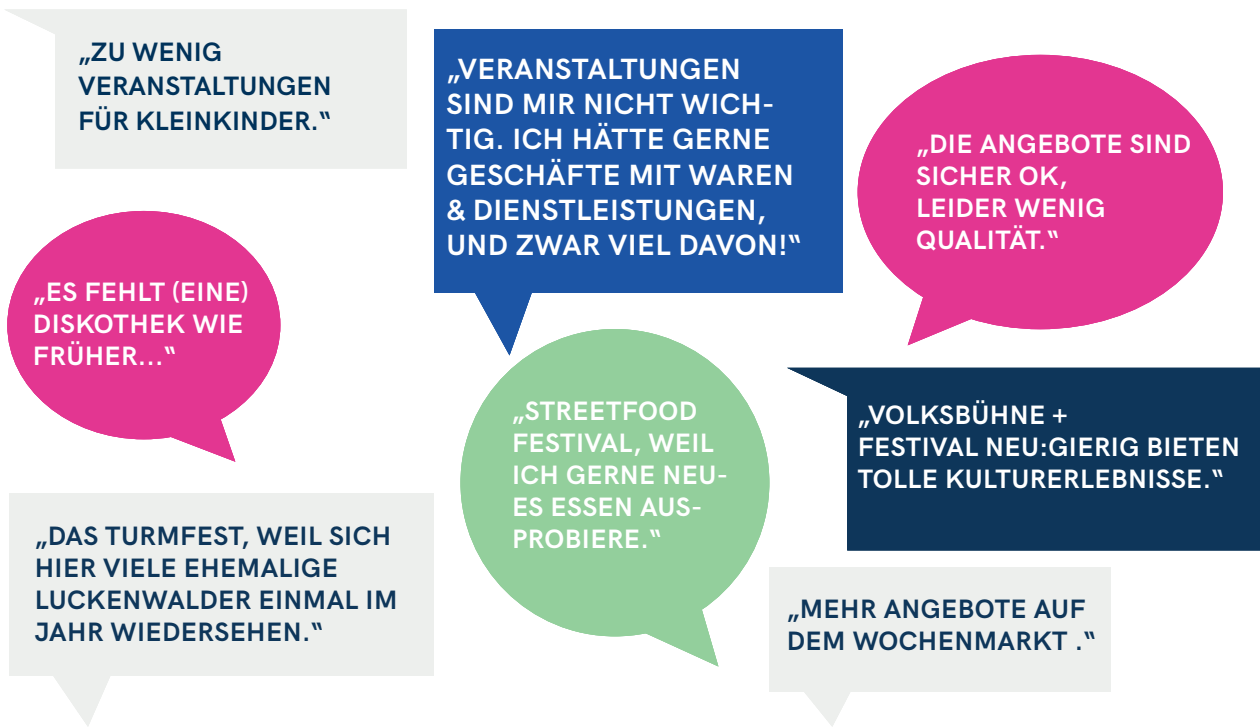 „ZU WENIG
VERANSTALTUNGEN
FÜR KLEINKINDER.“
„VERANSTALTUNGEN
SIND MIR NICHT WICH-
TIG. ICH HÄTTE GERNE
GESCHÄFTE MIT WAREN
& DIENSTLEISTUNGEN,
UND ZWAR VIEL DAVON!“
„DIE ANGEBOTE SIND
SICHER OK,
LEIDER WENIG
QUALITÄT.“
„ES FEHLT (EINE)
DISKOTHEK WIE
FRÜHER...“
„STREETFOOD
FESTIVAL, WEIL
ICH GERNE NEU-
ES ESSEN AUS-
PROBIERE.“
„VOLKSBÜHNE +
FESTIVAL NEU:GIERIG BIETEN
TOLLE KULTURERLEBNISSE.“
„DAS TURMFEST, WEIL SICH
HIER VIELE EHEMALIGE
LUCKENWALDER EINMAL IM
JAHR WIEDERSEHEN.“
„MEHR ANGEBOTE AUF
DEM WOCHENMARKT .“